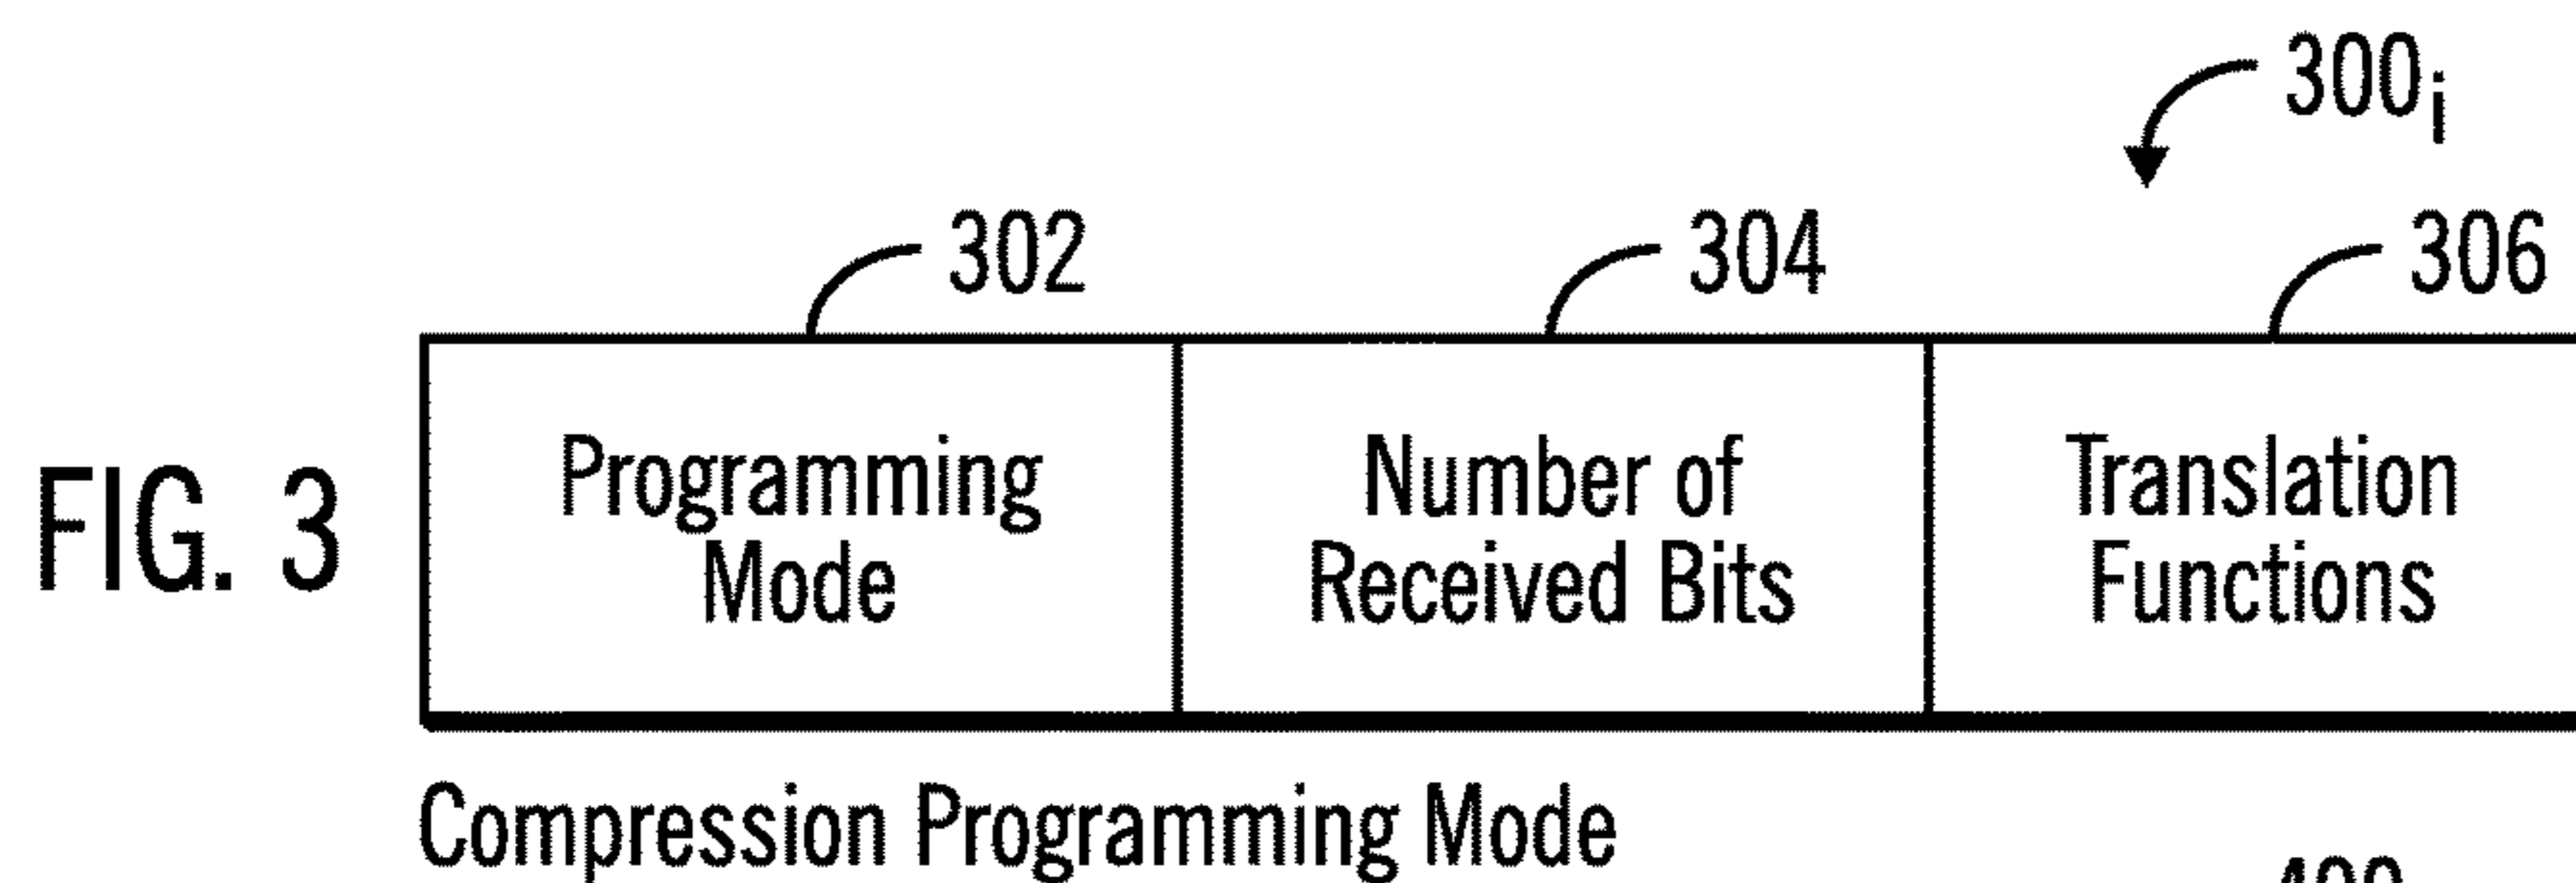 300i
302
304
306
FIG. 3
Programming
Mode
Number of
Received Bits
Translation
Functions
Compression Programming Mode